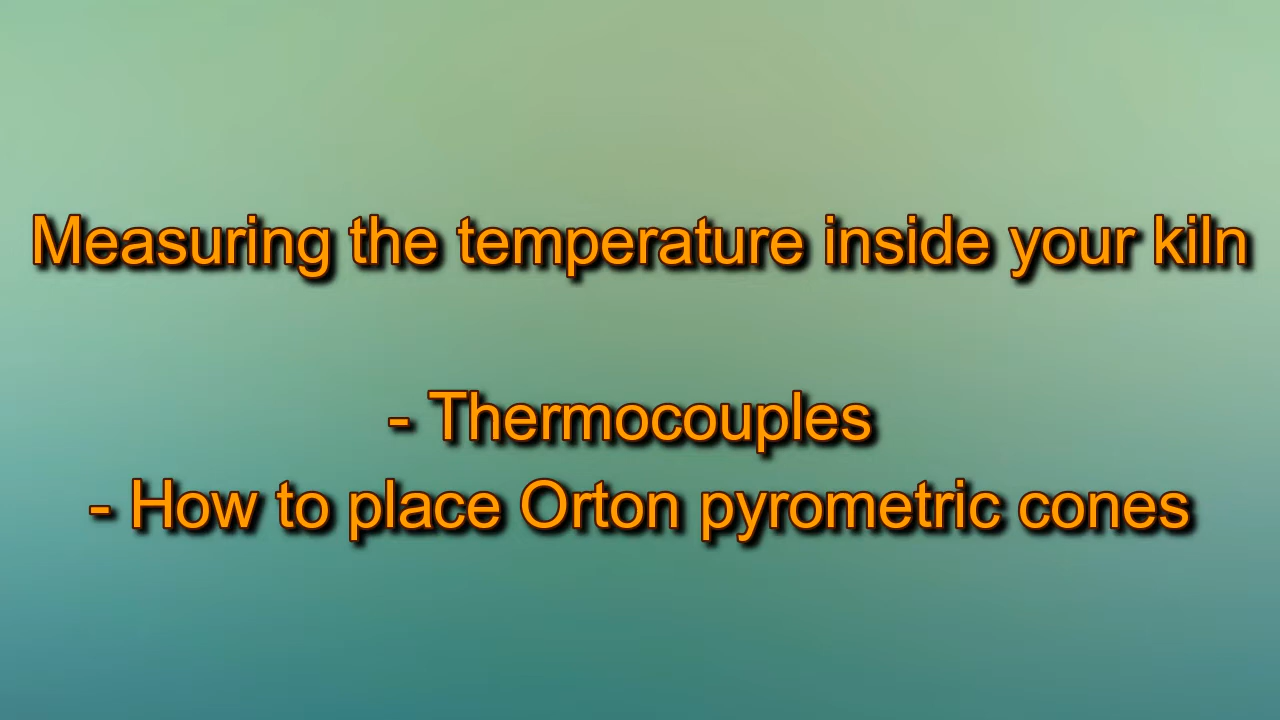 Measuring the temperature inside your kiln
- Thermocouples
- How to place Orton pyrometric cones